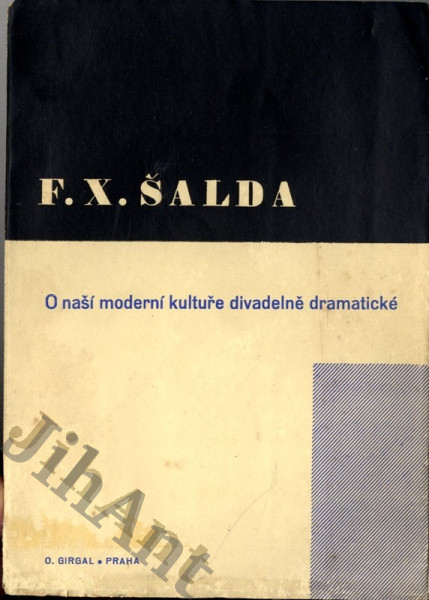 F. X. ŠALDA
O naší moderní kultuře divadelně dramatické
JihAnt
O. GIRGAL • PRAHA